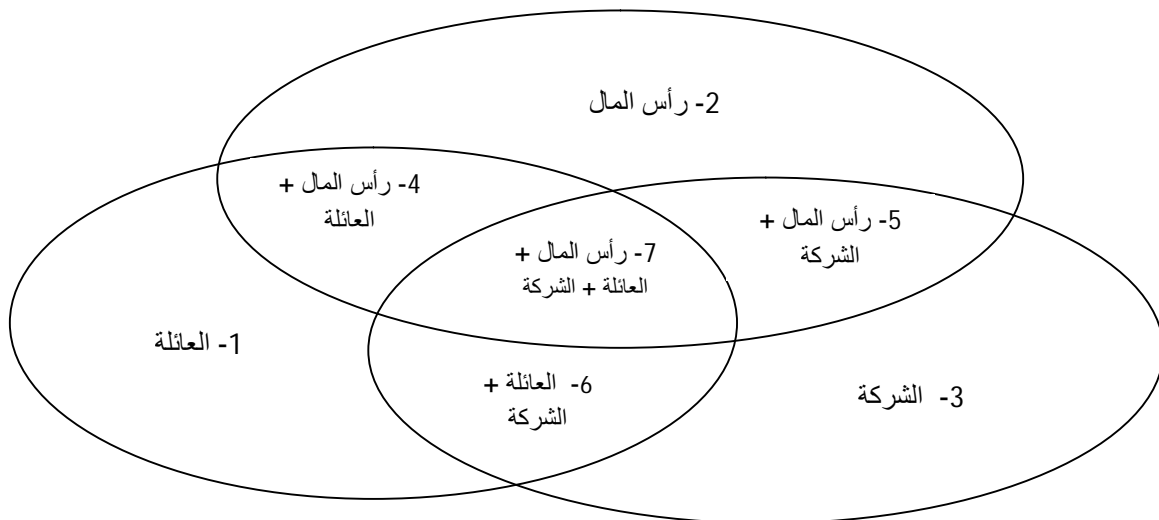 2- رأس المال
4- رأس المال +
العائلة
5- رأس المال +
الشركة
7- رأس المال +
العائلة + الشركة
1- العائلة
6- العائلة +
الشركة
3- الشركة